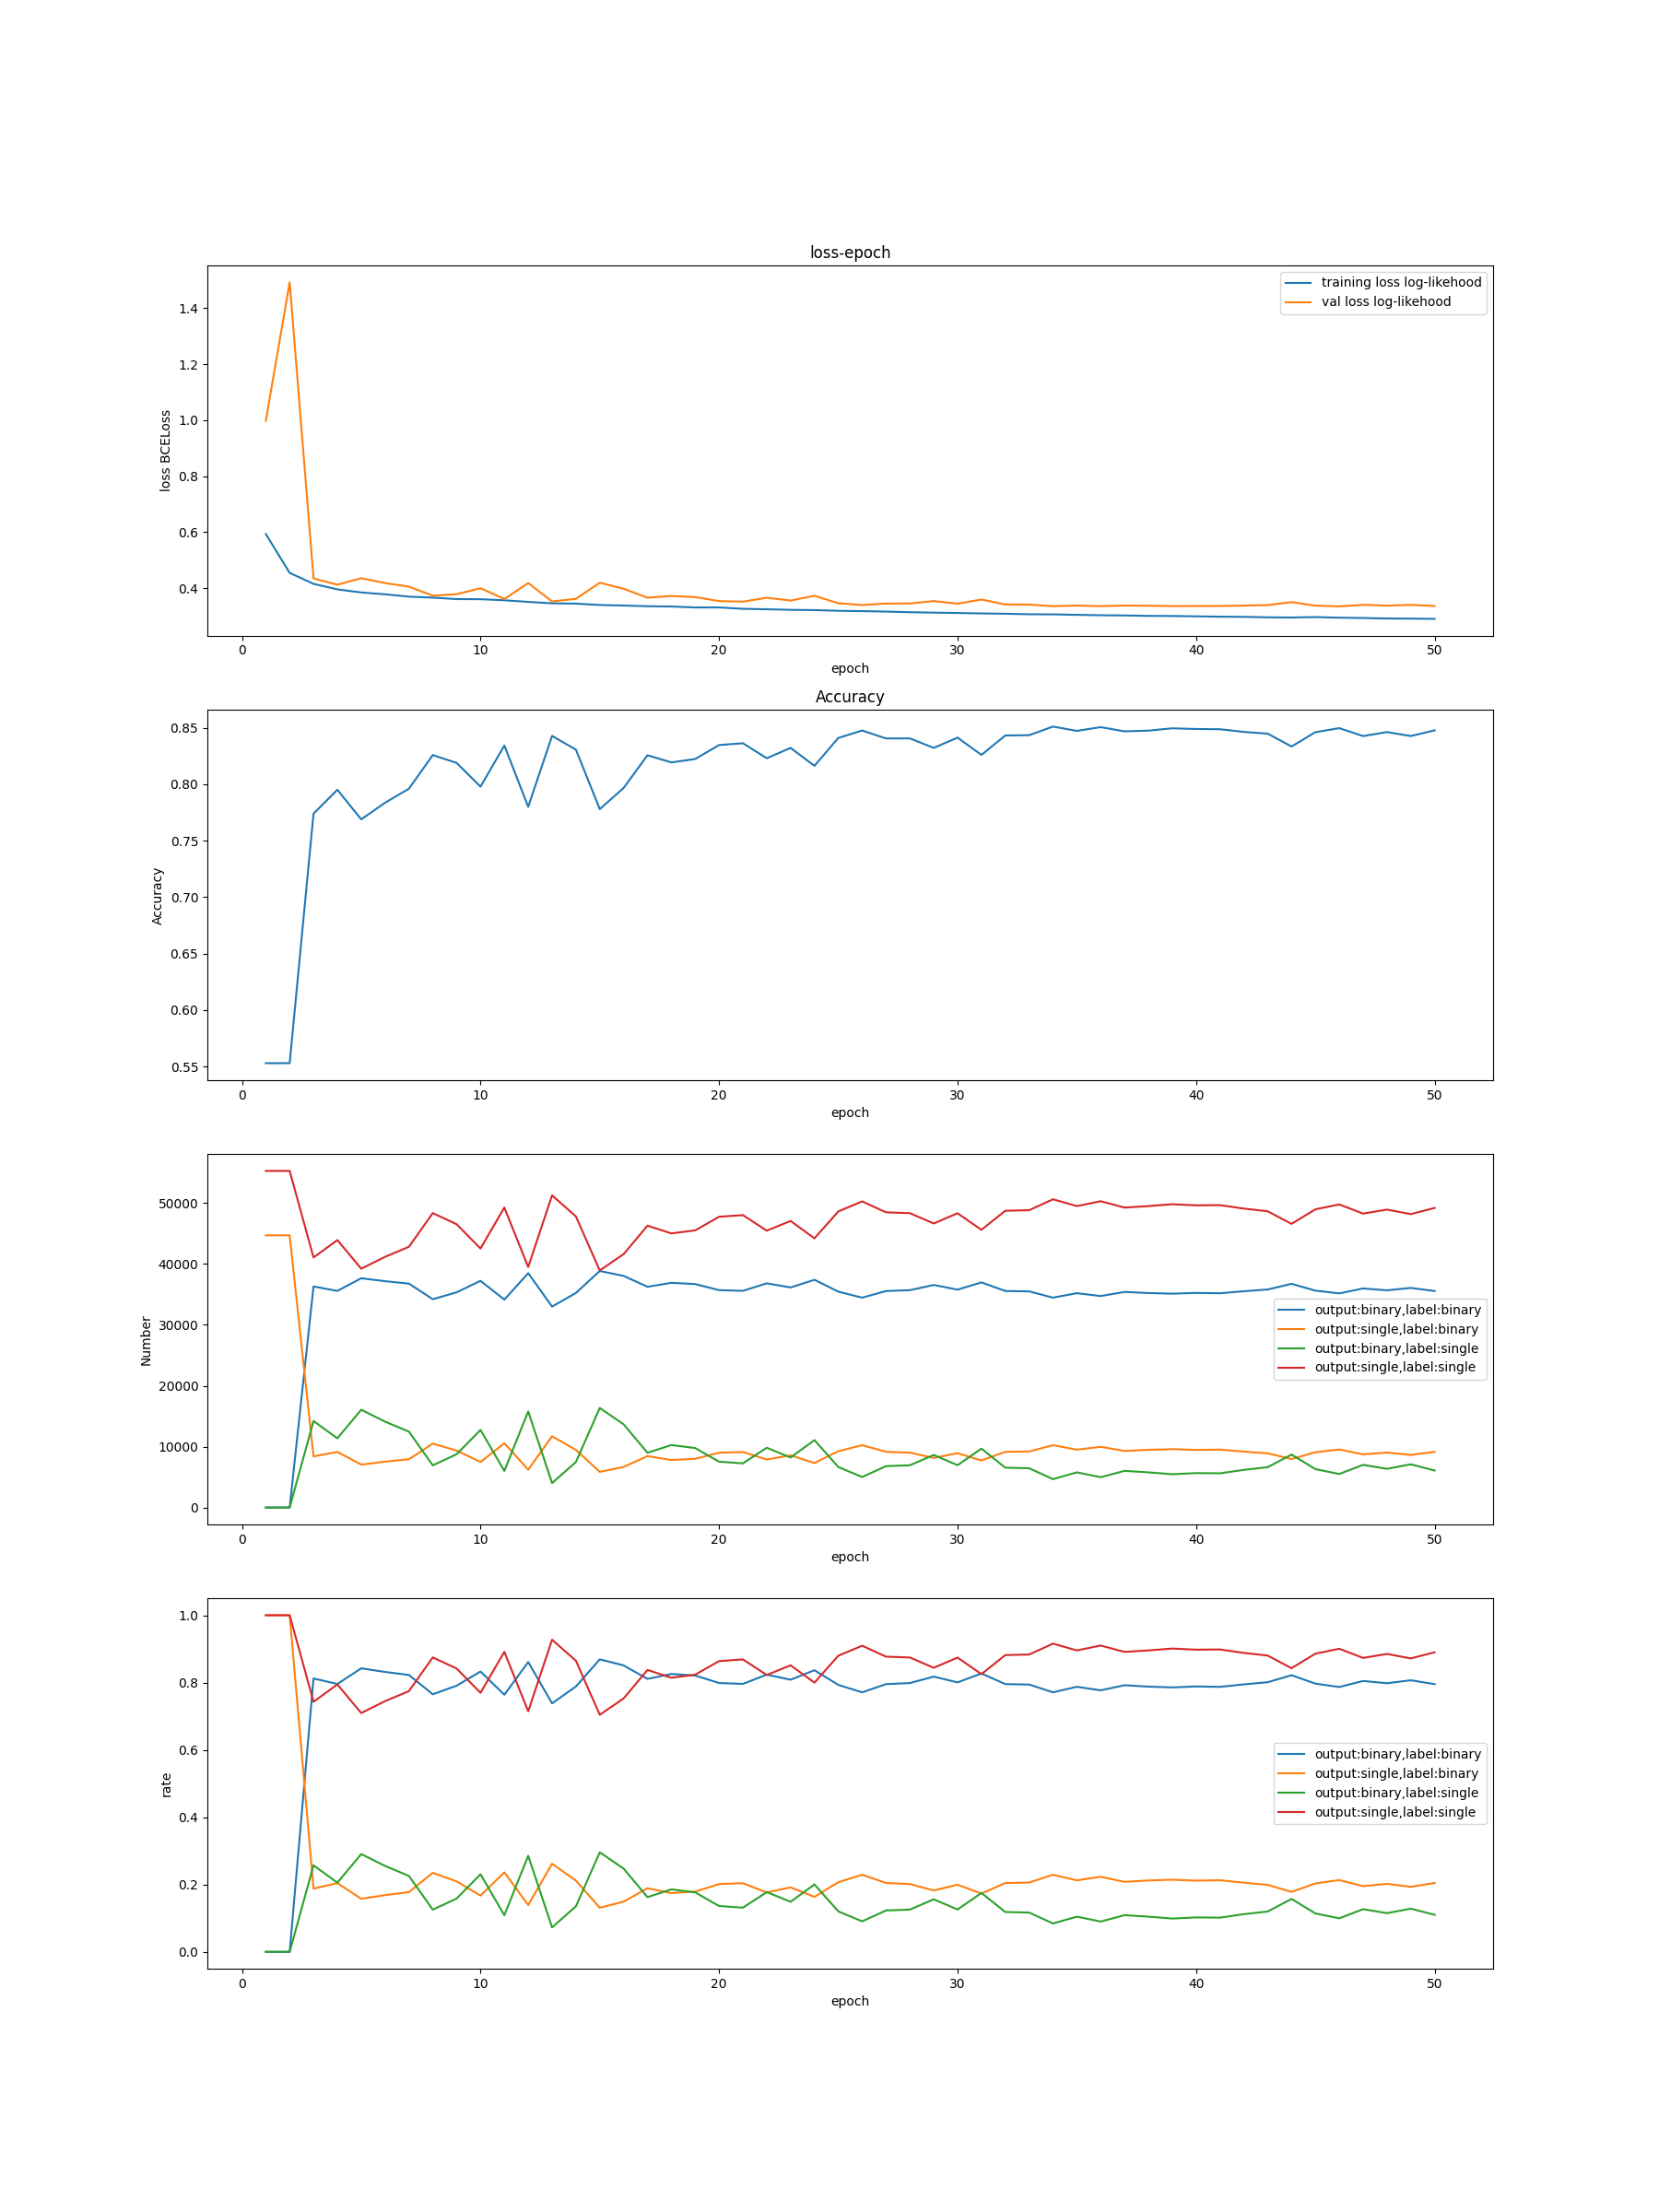 loss-epoch
1.4
1.2
1.0
0.8
0.6
0.4
loss BCELoss
training loss log-likehood
val loss log-likehood
0
10
20
30
40
50
epoch
Accuracy
0.85
0.80
0.75
0.70
0.65
0.60
0.55
Accuracy
0
10
20
30
40
50
epoch
50000
40000
30000
20000
10000
0
Number
output:binary,label:binary
output:single,label:binary
output:binary,label:single
output:single,label:single
0
10
20
30
40
50
epoch
1.0
0.8
0.6
0.4
0.2
0.0
rate
output:binary,label:binary
output:single,label:binary
output:binary,label:single
output:single,label:single
0
10
20
30
40
50
epoch